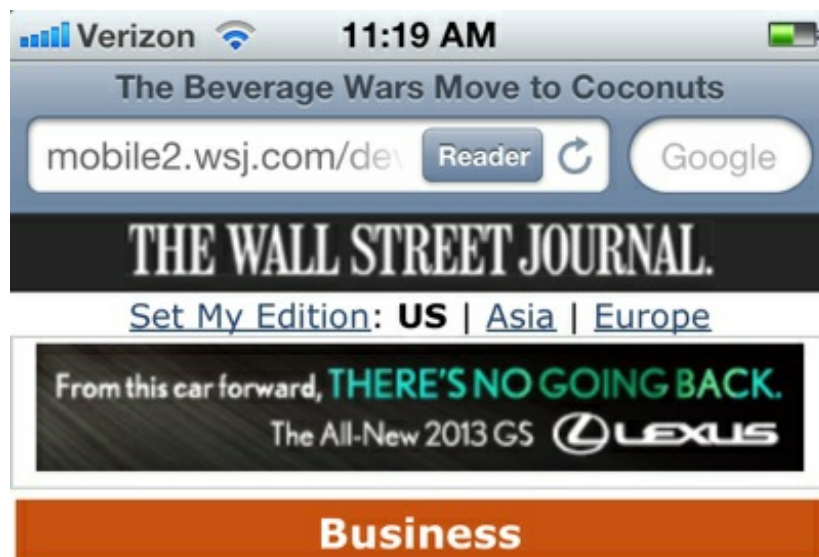 Verizon 11:19 AM
The Beverage Wars Move to Coconuts
mobile2.wsj.com/de Reader Google
THE WALL STREET JOURNAL.
Set My Edition: US | Asia | Europe
From this car forward, THERE'S NO GOING BACK.
The All-New 2013 GS LEXUS
Business